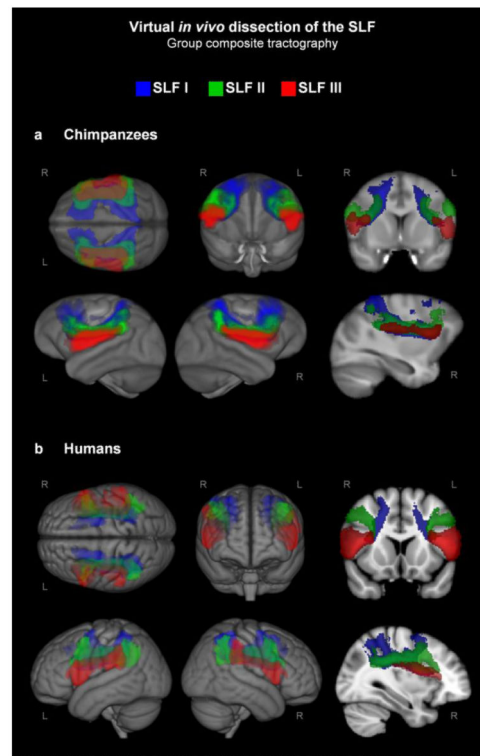 Virtual in vivo dissection of the SLF
Group composite tractography
SLF I SLF II SLF III
a Chimpanzees
R R L L
L
L R R
b Humans
R R L
L
L R R